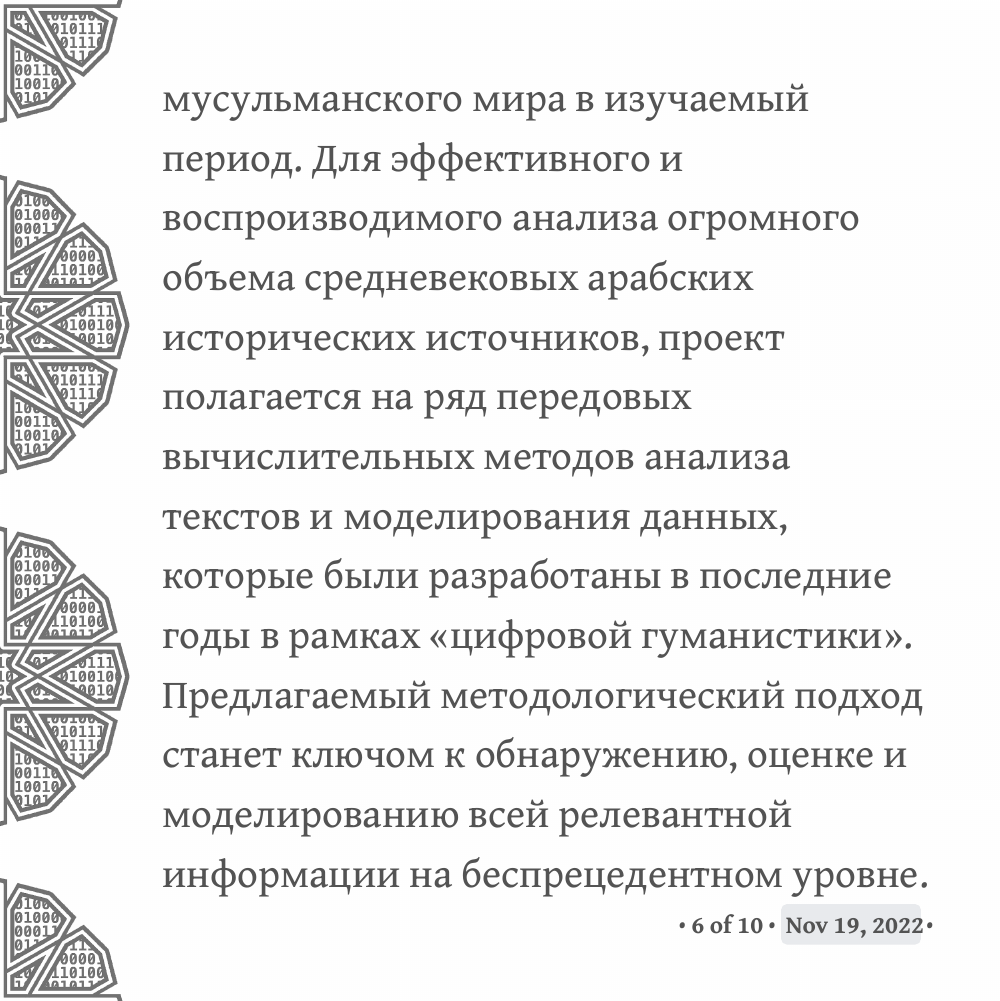 мусульманского мира в изучаемый
период. Для эффективного и
воспроизводимого анализа огромного
объема средневековых арабских
исторических источников, проект
полагается на ряд передовых
вычислительных методов анализа
текстов и моделирования данных,
которые были разработаны в последние
годы в рамках «цифровой гуманистики».
Предлагаемый методологический подход
станет ключом к обнаружению, оценке и
моделированию всей релевантной
информации на беспрецедентном уровне.
• 6 of 10 • Nov 19, 2022 •